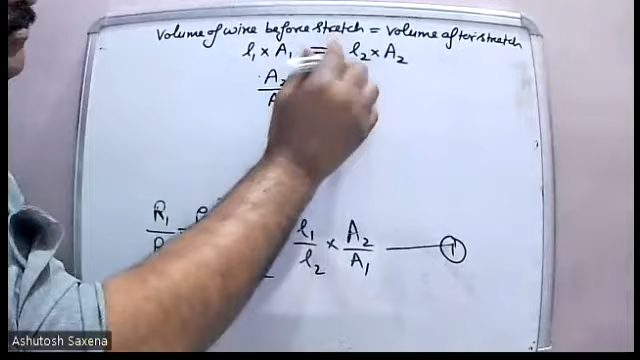 Volume of wire before stretch = volume after stretch
l₁ × A₁ = l₂ × A₂
A₂
R₁ = l₁ × A₂ ——— ①
l₂ A₁
Ashutosh Saxena